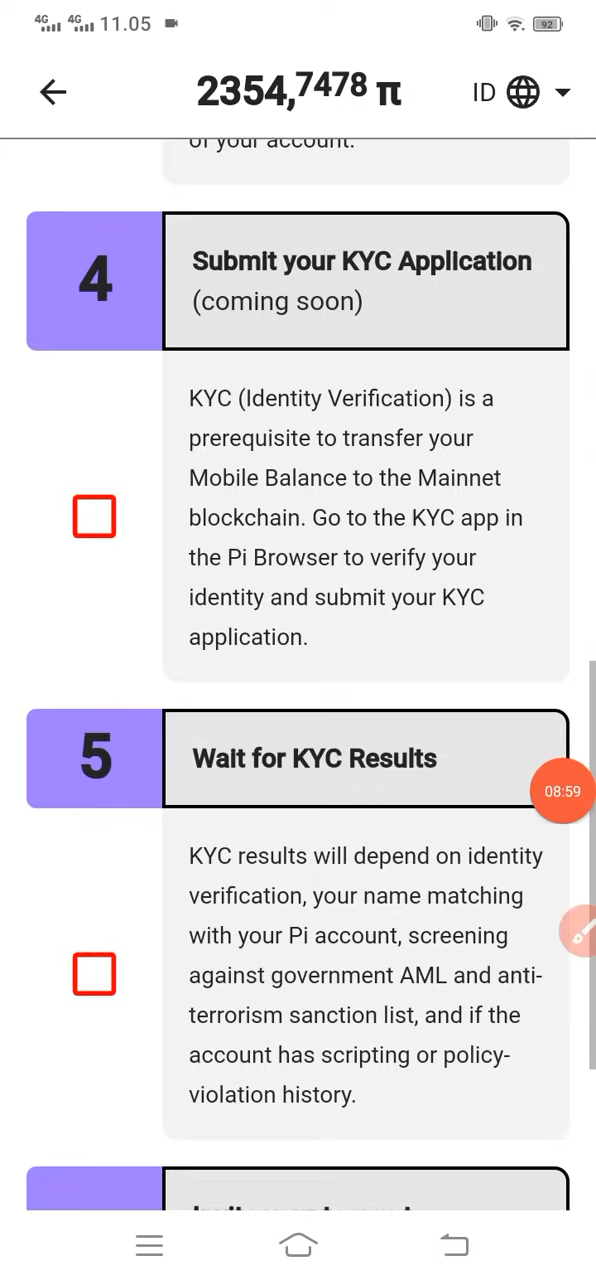 4G 4G 11.05 92
2354,7478 π ID
of your account.
4
Submit your KYC Application
(coming soon)
KYC (Identity Verification) is a
prerequisite to transfer your
Mobile Balance to the Mainnet
blockchain. Go to the KYC app in
the Pi Browser to verify your
identity and submit your KYC
application.
5
Wait for KYC Results
08:59
KYC results will depend on identity
verification, your name matching
with your Pi account, screening
against government AML and anti-
terrorism sanction list, and if the
account has scripting or policy-
violation history.